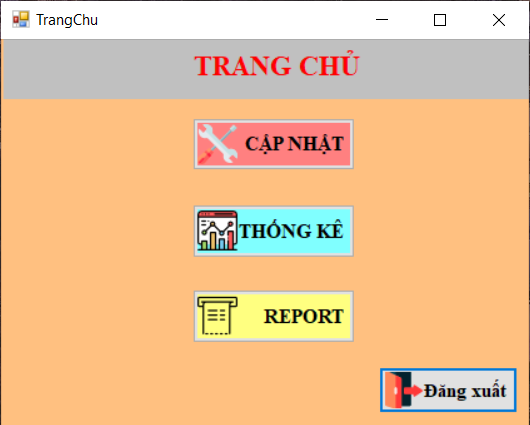 TrangChu
TRANG CHỦ
CẬP NHẬT
THỐNG KÊ
REPORT
Đăng xuất